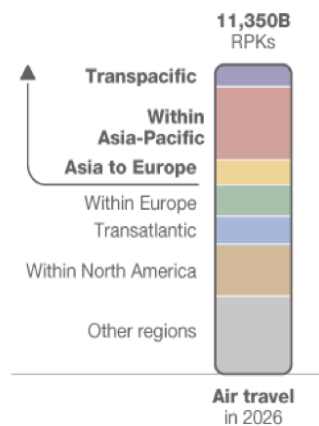 11,350B
RPKs
Transpacific
Within
Asia-Pacific
Asia to Europe
Within Europe
Transatlantic
Within North America
Other regions
Air travel
in 2026